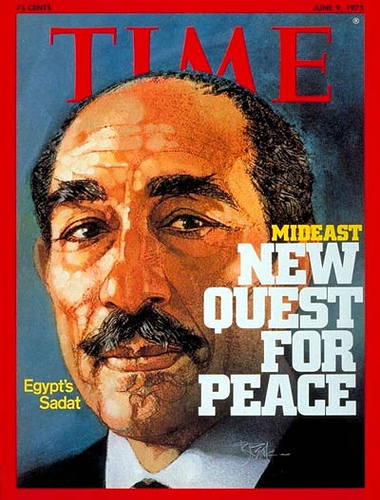 75 CENTS
JUNE 9, 1975
TIME
®
MIDEAST
NEW
QUEST
FOR
PEACE
Egypt's
Sadat